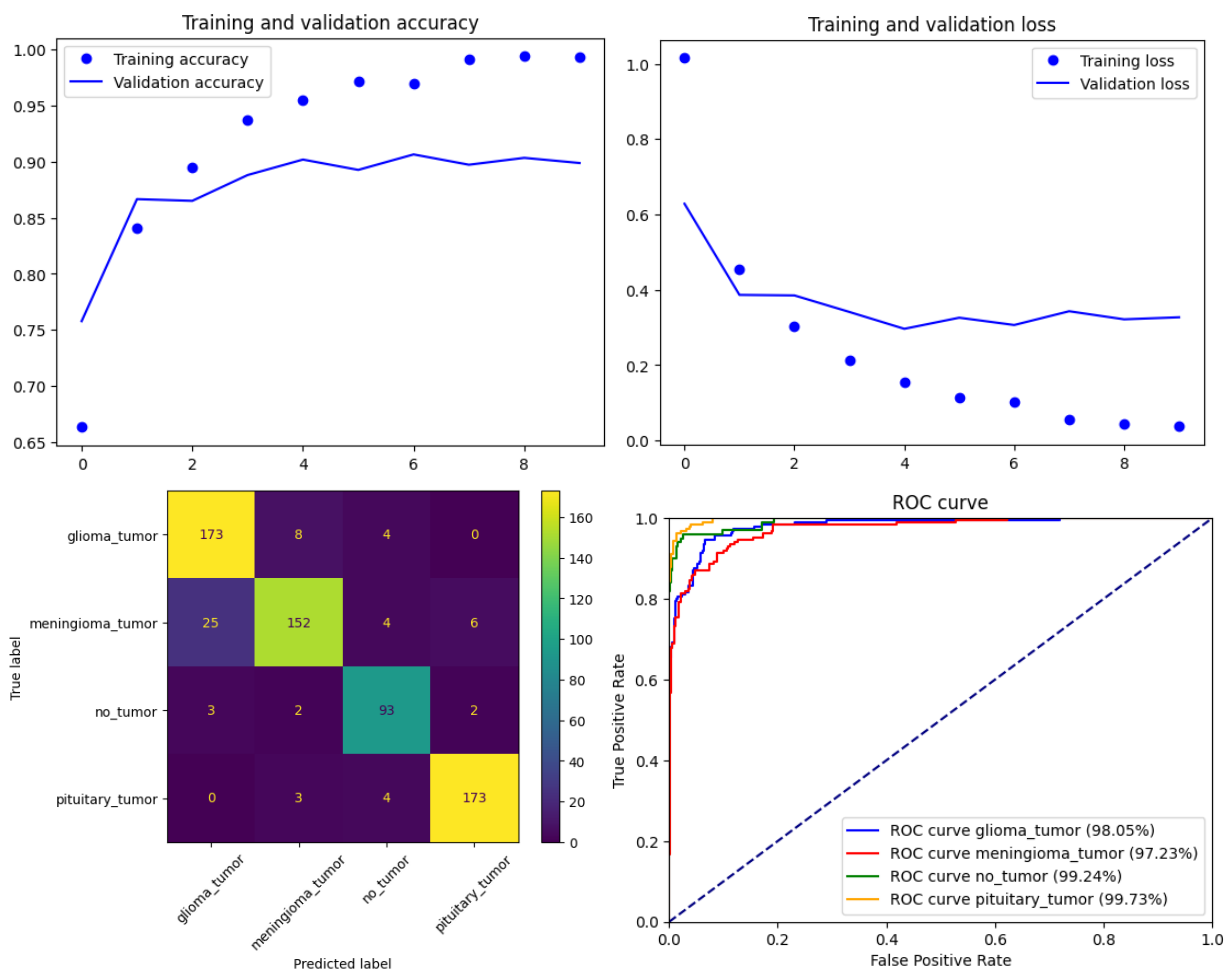 Training and validation accuracy
1.00
0.95
0.90
0.85
0.80
0.75
0.70
0.65
Training accuracy
Validation accuracy
0 2 4 6 8
Training and validation loss
1.0
0.8
0.6
0.4
0.2
0.0
Training loss
Validation loss
0 2 4 6 8
True label
glioma_tumor 173 8 4 0
meningioma_tumor 25 152 4 6
no_tumor 3 2 93 2
pituitary_tumor 0 3 4 173
glioma_tumor meningioma_tumor no_tumor pituitary_tumor
Predicted label
160
140
120
100
80
60
40
20
0
ROC curve
True Positive Rate
1.0
0.8
0.6
0.4
0.2
0.0
ROC curve glioma_tumor (98.05%)
ROC curve meningioma_tumor (97.23%)
ROC curve no_tumor (99.24%)
ROC curve pituitary_tumor (99.73%)
0.0 0.2 0.4 0.6 0.8 1.0
False Positive Rate